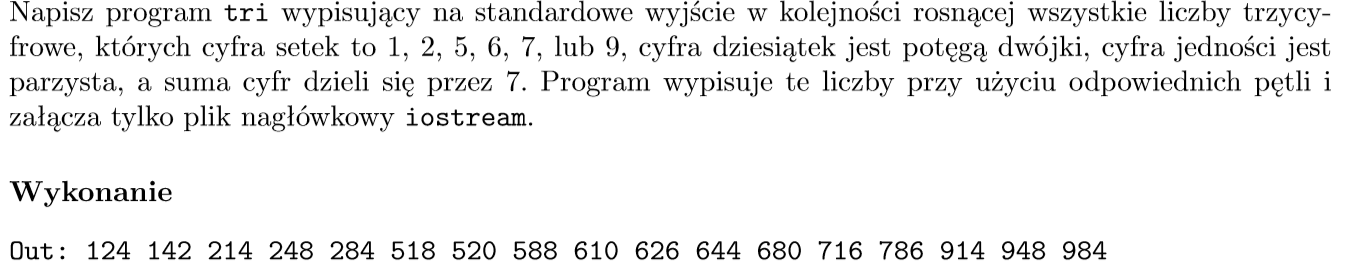 Napisz program tri wypisujący na standardowe wyjście w kolejności rosnącej wszystkie liczby trzycy-
frowe, których cyfra setek to 1, 2, 5, 6, 7, lub 9, cyfra dziesiątek jest potęgą dwójki, cyfra jedności jest
parzysta, a suma cyfr dzieli się przez 7. Program wypisuje te liczby przy użyciu odpowiednich pętli i
załącza tylko plik nagłówkowy iostream.
Wykonanie
Out: 124 142 214 248 284 518 520 588 610 626 644 680 716 786 914 948 984